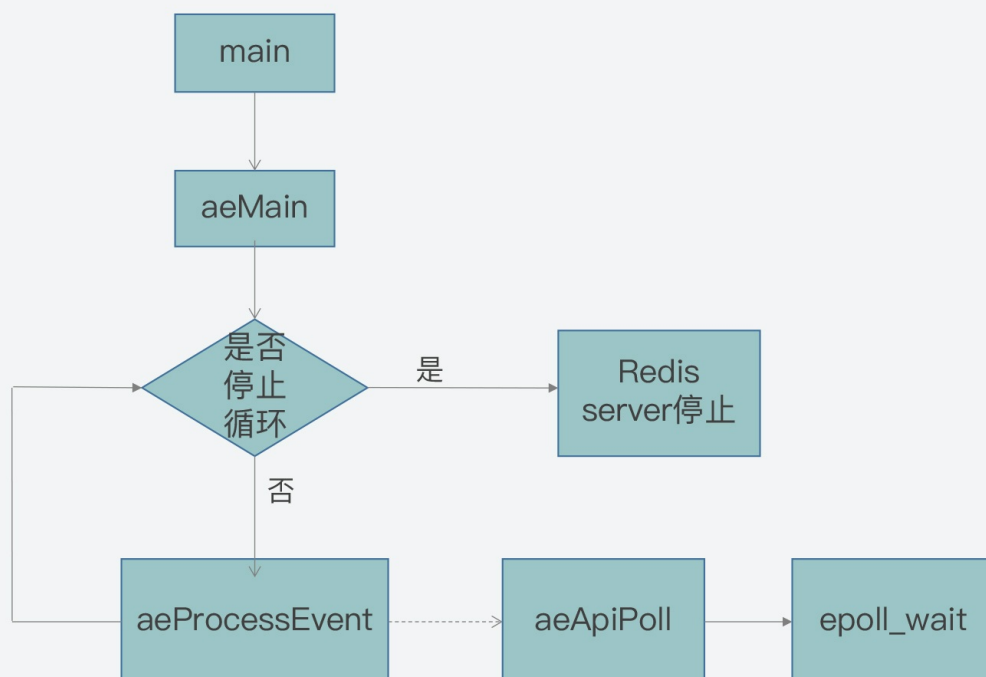 main
aeMain
是否
停止
循环
是
Redis
server停止
否
aeProcessEvent
aeApiPoll
epoll_wait